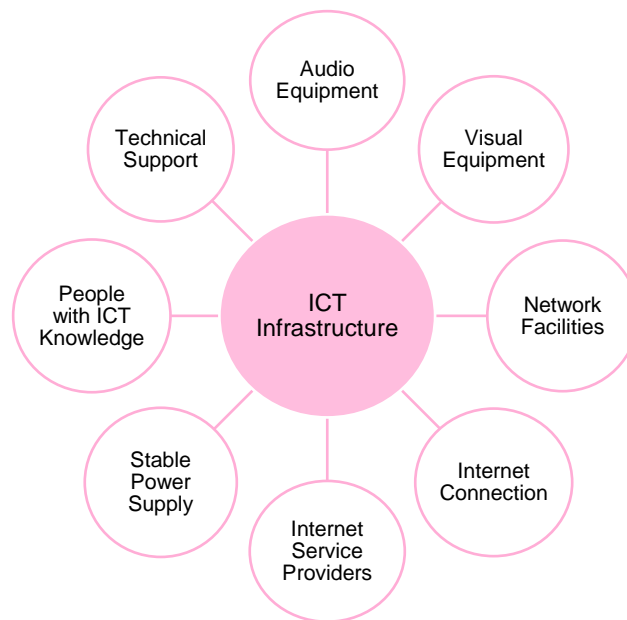 Audio
Equipment
Visual
Equipment
Network
Facilities
Internet
Connection
Internet
Service
Providers
Stable
Power
Supply
People
with ICT
Knowledge
Technical
Support
ICT
Infrastructure